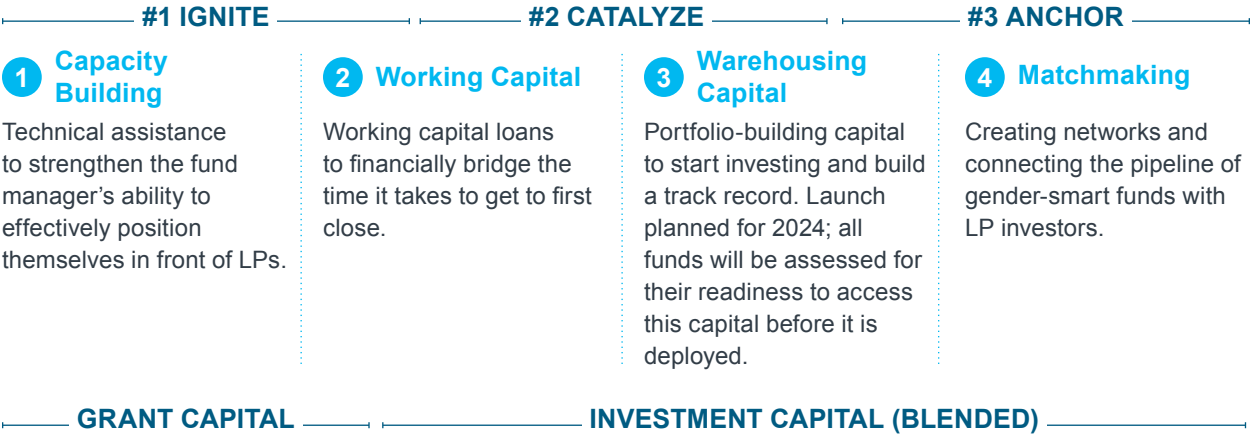 #1 IGNITE
#2 CATALYZE
#3 ANCHOR
1
Capacity
Building
Technical assistance
to strengthen the fund
manager’s ability to
effectively position
themselves in front of LPs.
2
Working Capital
Working capital loans
to financially bridge the
time it takes to get to first
close.
3
Warehousing
Capital
Portfolio-building capital
to start investing and build
a track record. Launch
planned for 2024; all
funds will be assessed for
their readiness to access
this capital before it is
deployed.
4
Matchmaking
Creating networks and
connecting the pipeline of
gender-smart funds with
LP investors.
GRANT CAPITAL
INVESTMENT CAPITAL (BLENDED)